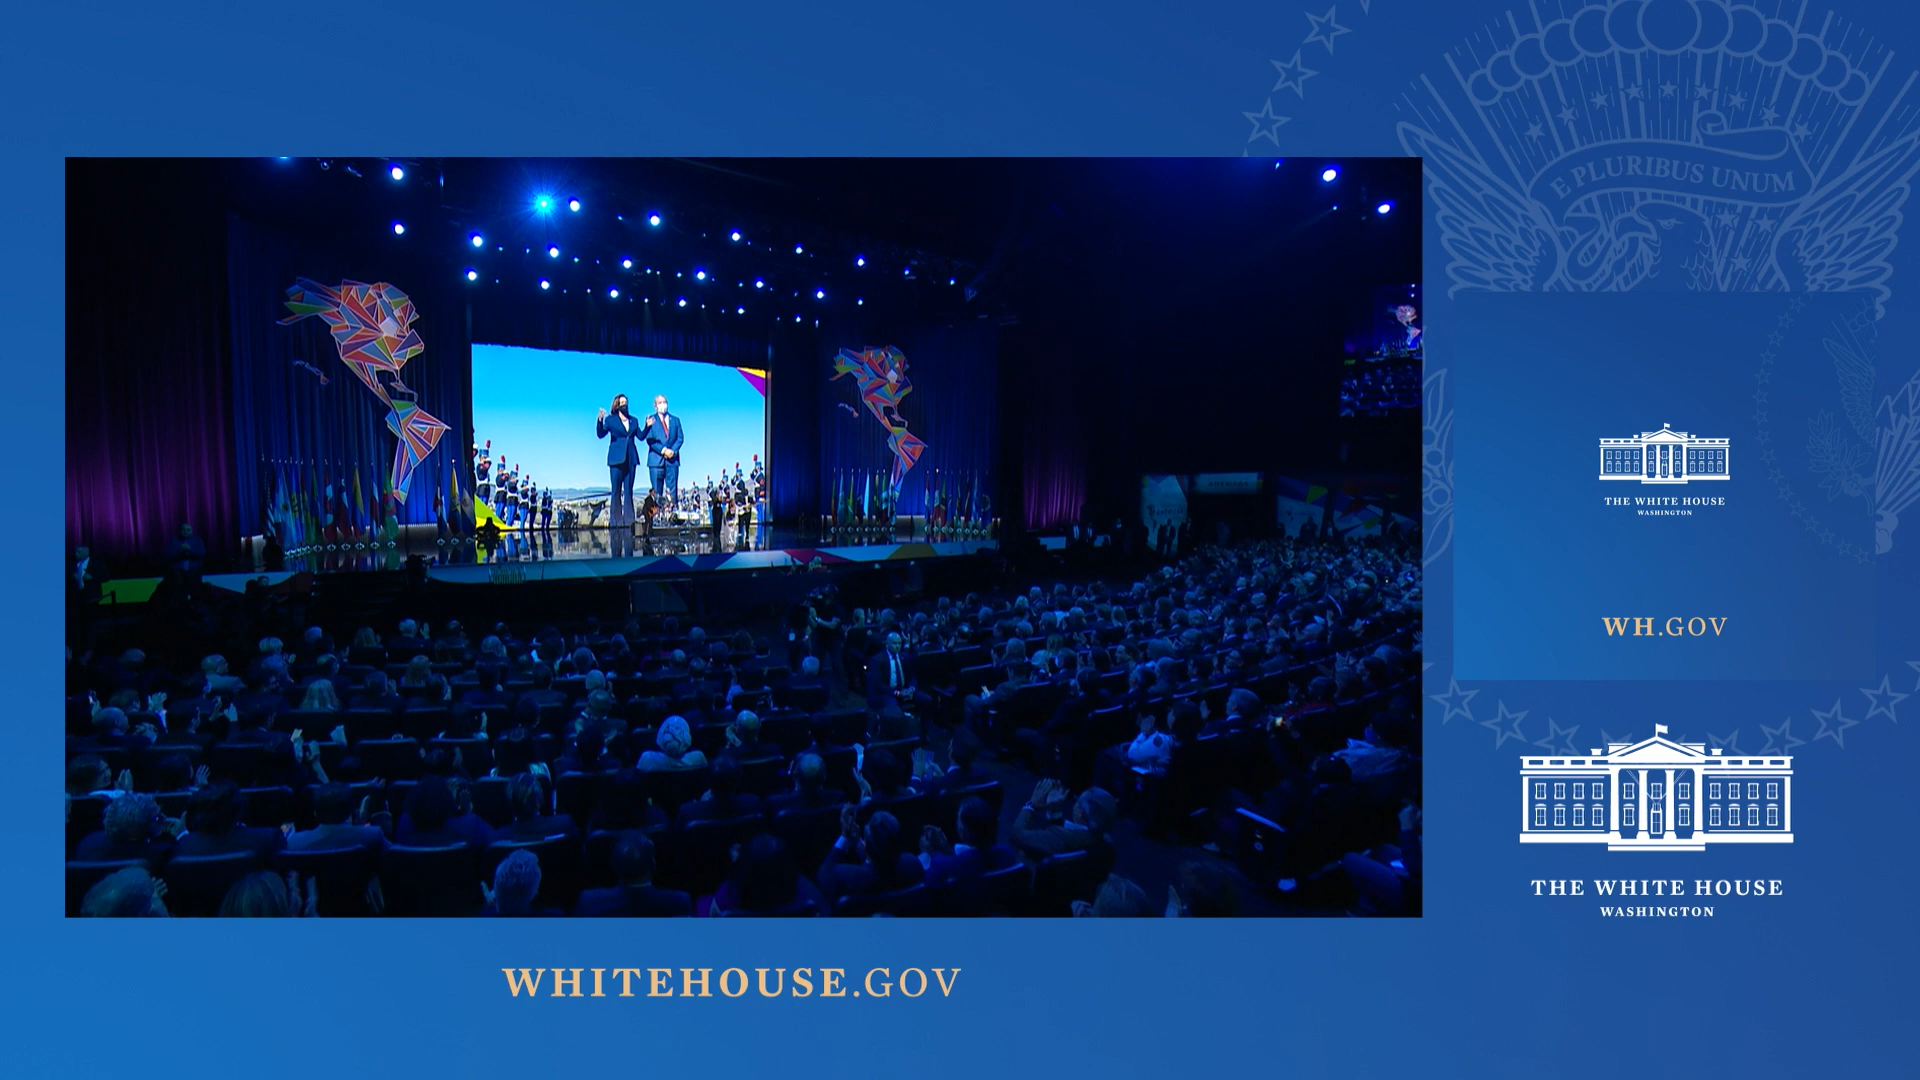 E PLURIBUS UNUM
THE WHITE HOUSE
WASHINGTON
WH.GOV
THE WHITE HOUSE
WASHINGTON
WHITEHOUSE.GOV